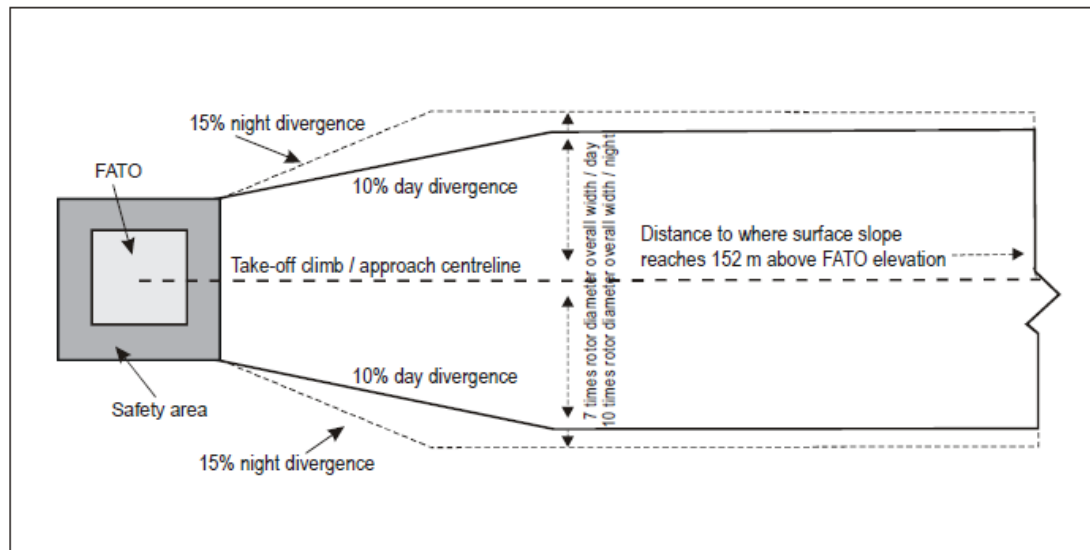 15% night divergence
FATO
10% day divergence
Take-off climb / approach centreline
7 times rotor diameter overall width / day
10 times rotor diameter overall width / night
Distance to where surface slope
reaches 152 m above FATO elevation
10% day divergence
Safety area
15% night divergence